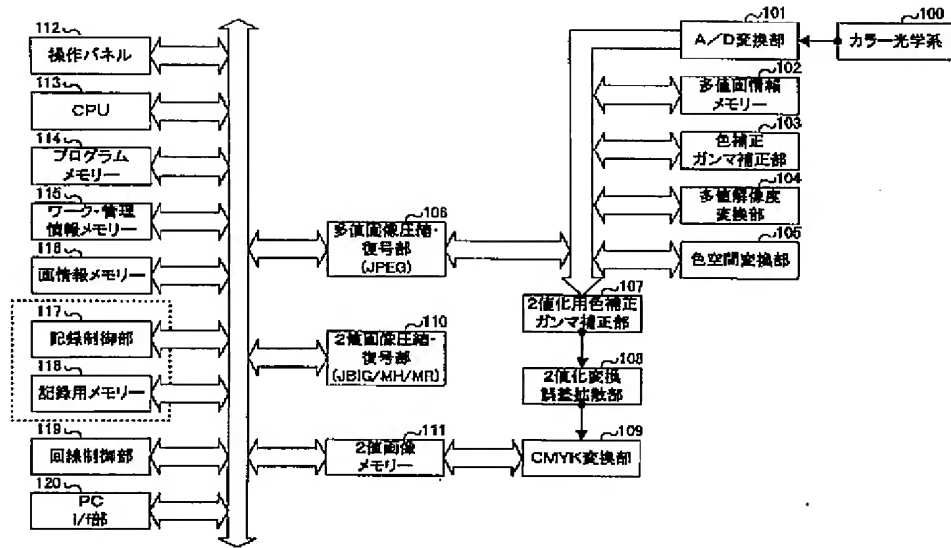 112
操作パネル
113
CPU
114
プログラム
メモリー
115
ワーク・管理
情報メモリー
116
画情報メモリー
117
記録制御部
118
記録用メモリー
119
回線制御部
120
PC
i/f部
106
多値画像圧縮・
復号部
(JPEG)
110
2値画像圧縮・
復号部
(JBIG/MH/MR)
111
2値画像
メモリー
101
A/D変換部
100
カラー光学系
102
多値画情報
メモリー
103
色補正
ガンマ補正部
104
多値解像度
変換部
105
色空間変換部
107
2値化用色補正
ガンマ補正部
108
2値化変換
誤差拡散部
109
CMYK変換部